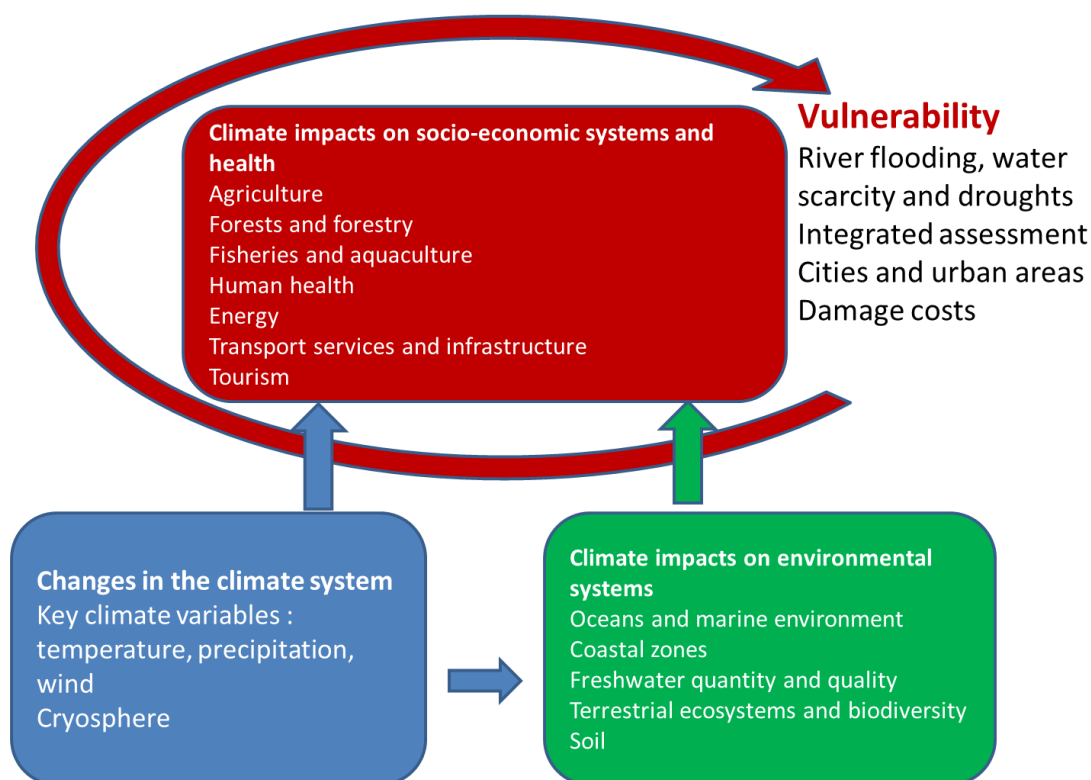 Climate impacts on socio-economic systems and
health
Agriculture
Forests and forestry
Fisheries and aquaculture
Human health
Energy
Transport services and infrastructure
Tourism
Vulnerability
River flooding, water
scarcity and droughts
Integrated assessment
Cities and urban areas
Damage costs
Changes in the climate system
Key climate variables :
temperature, precipitation,
wind
Cryosphere
Climate impacts on environmental
systems
Oceans and marine environment
Coastal zones
Freshwater quantity and quality
Terrestrial ecosystems and biodiversity
Soil